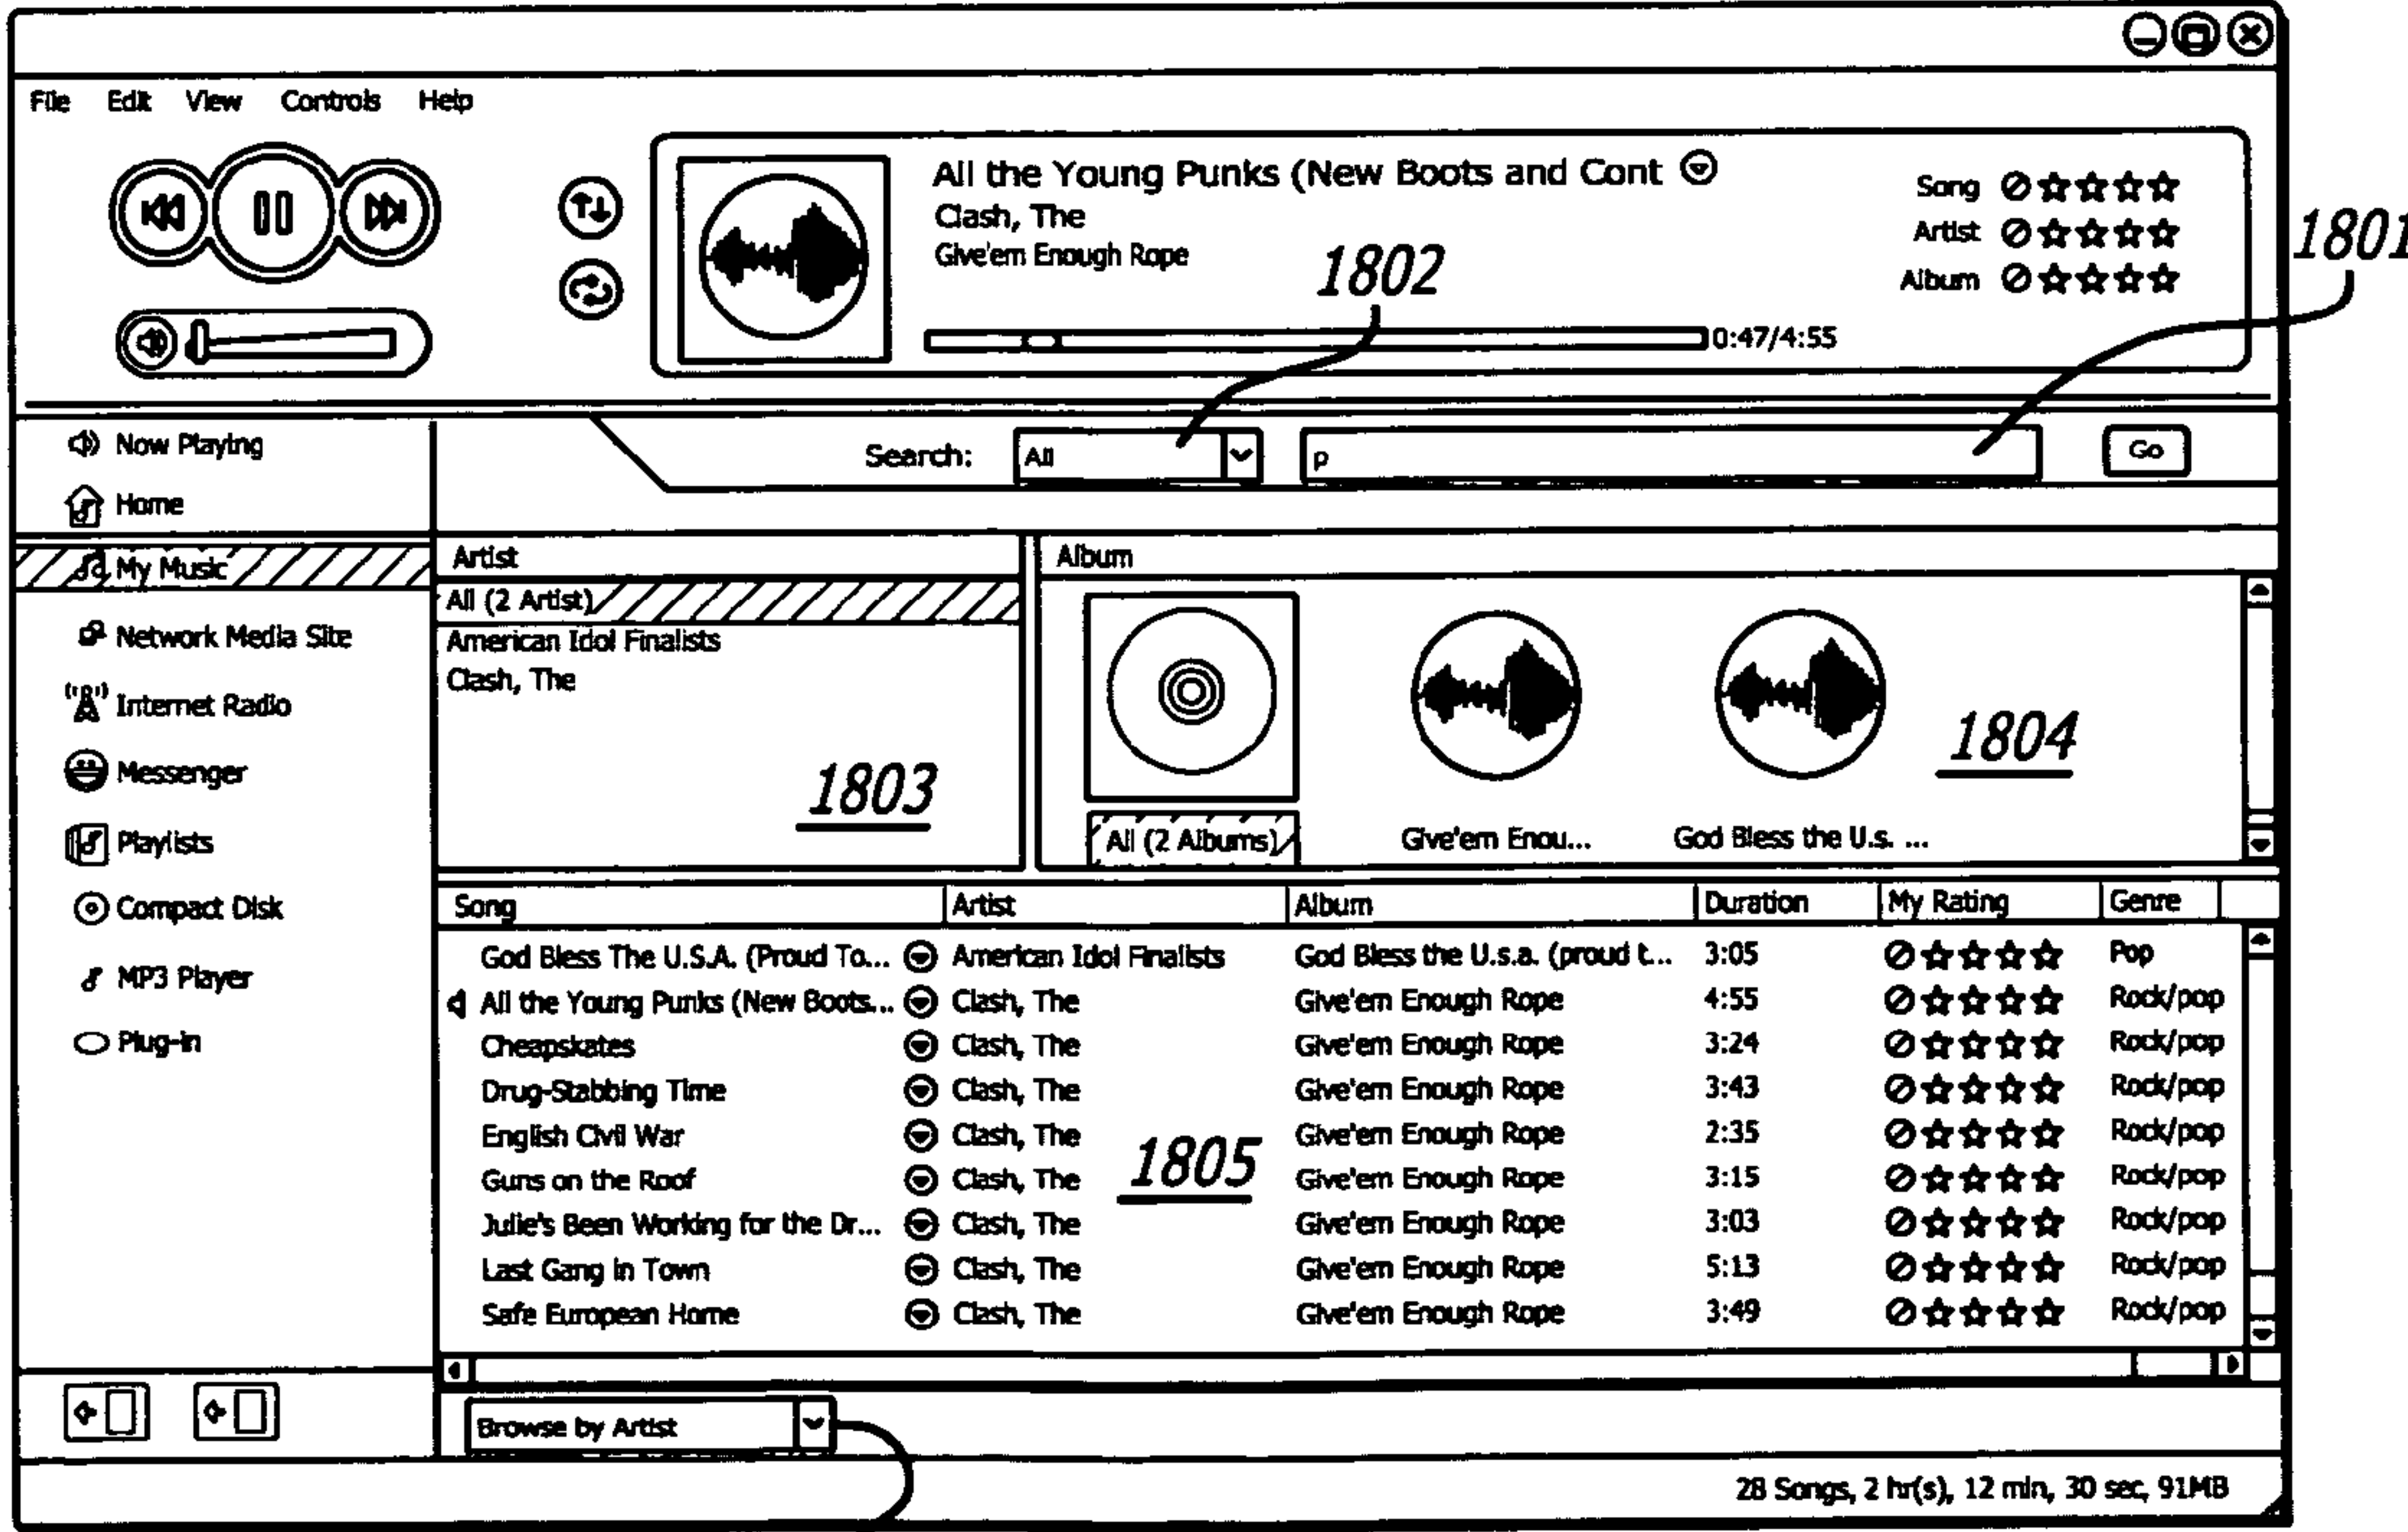 File Edit View Controls Help
All the Young Punks (New Boots and Cont
Clash, The
Give'em Enough Rope
0:47/4:55
Song
Artist
Album
1801
1802
Now Playing
Home
My Music
Network Media Site
Internet Radio
Messenger
Playlists
Compact Disk
MP3 Player
Plug-in
Search: All p Go
Artist
All (2 Artist)
American Idol Finalists
Clash, The
1803
Album
All (2 Albums)
Give'em Enou...
God Bless the U.s. ...
1804
Song Artist Album Duration My Rating Genre
God Bless The U.S.A. (Proud To... American Idol Finalists God Bless the U.s.a. (proud t... 3:05 Pop
All the Young Punks (New Boots... Clash, The Give'em Enough Rope 4:55 Rock/pop
Cheapskates Clash, The Give'em Enough Rope 3:24 Rock/pop
Drug-Stabbing Time Clash, The Give'em Enough Rope 3:43 Rock/pop
English Civil War Clash, The Give'em Enough Rope 2:35 Rock/pop
Guns on the Roof Clash, The Give'em Enough Rope 3:15 Rock/pop
Julie's Been Working for the Dr... Clash, The Give'em Enough Rope 3:03 Rock/pop
Last Gang in Town Clash, The Give'em Enough Rope 5:13 Rock/pop
Safe European Home Clash, The Give'em Enough Rope 3:49 Rock/pop
1805
Browse by Artist
28 Songs, 2 hr(s), 12 min, 30 sec, 91MB